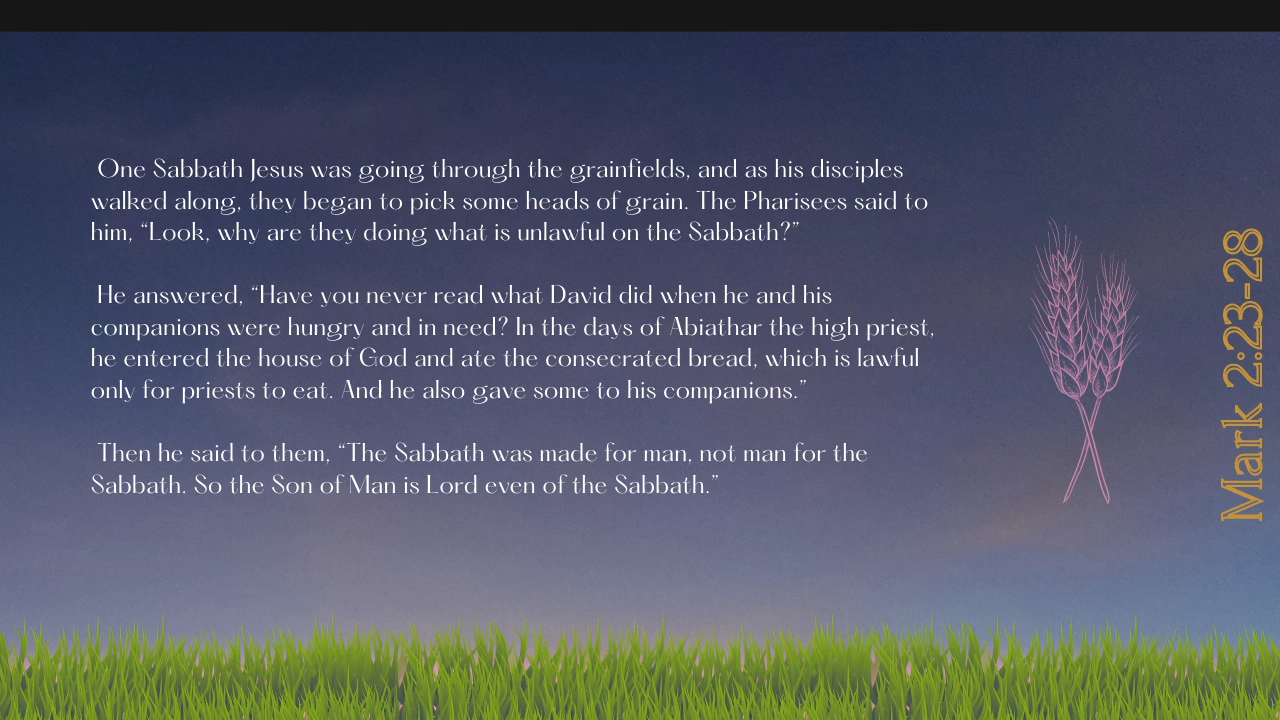 One Sabbath Jesus was going through the grainfields, and as his disciples
walked along, they began to pick some heads of grain. The Pharisees said to
him, “Look, why are they doing what is unlawful on the Sabbath?”
He answered, “Have you never read what David did when he and his
companions were hungry and in need? In the days of Abiathar the high priest,
he entered the house of God and ate the consecrated bread, which is lawful
only for priests to eat. And he also gave some to his companions.”
Then he said to them, “The Sabbath was made for man, not man for the
Sabbath. So the Son of Man is Lord even of the Sabbath.”
Mark 2:23-28